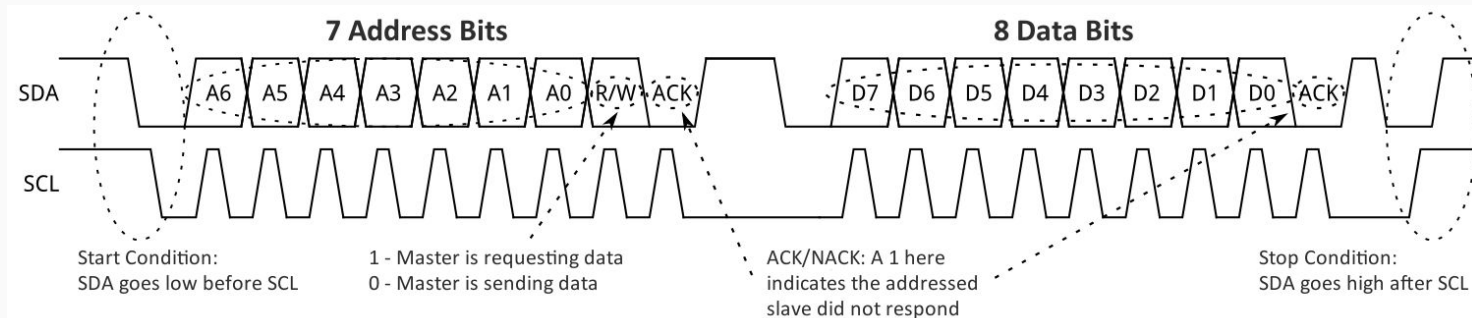 7 Address Bits
8 Data Bits
SDA
A6 A5 A4 A3 A2 A1 A0 R/W ACK
D7 D6 D5 D4 D3 D2 D1 D0 ACK
SCL
Start Condition:
SDA goes low before SCL
1 - Master is requesting data
0 - Master is sending data
ACK/NACK: A 1 here
indicates the addressed
slave did not respond
Stop Condition:
SDA goes high after SCL